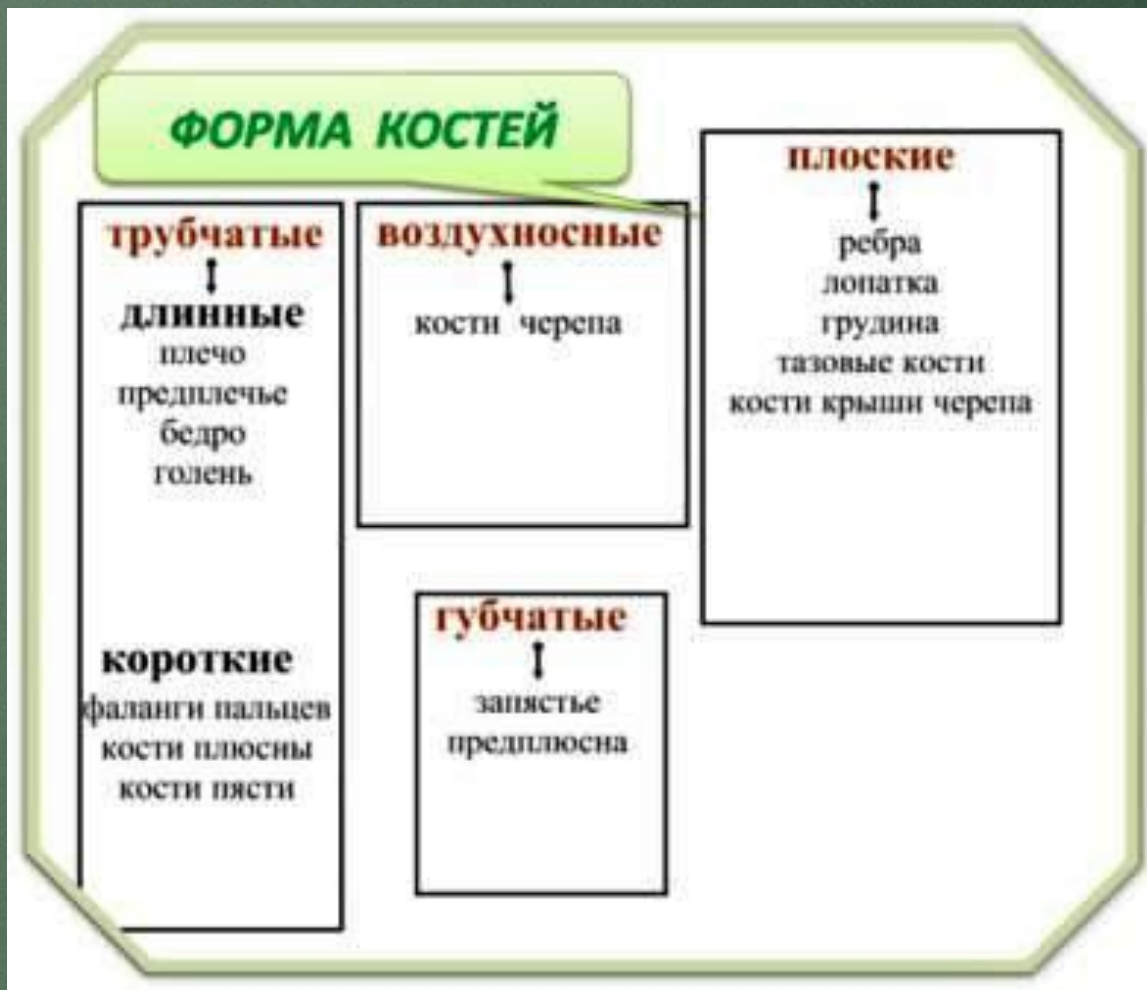 ФОРМА КОСТЕЙ
трубчатые
длинные
плечо
предплечье
бедро
голень
короткие
фаланги пальцев
кости плюсны
кости пясти
воздухносные
кости черепа
губчатые
запястье
предплюсна
плоские
ребра
лопатка
грудина
тазовые кости
кости крыши черепа